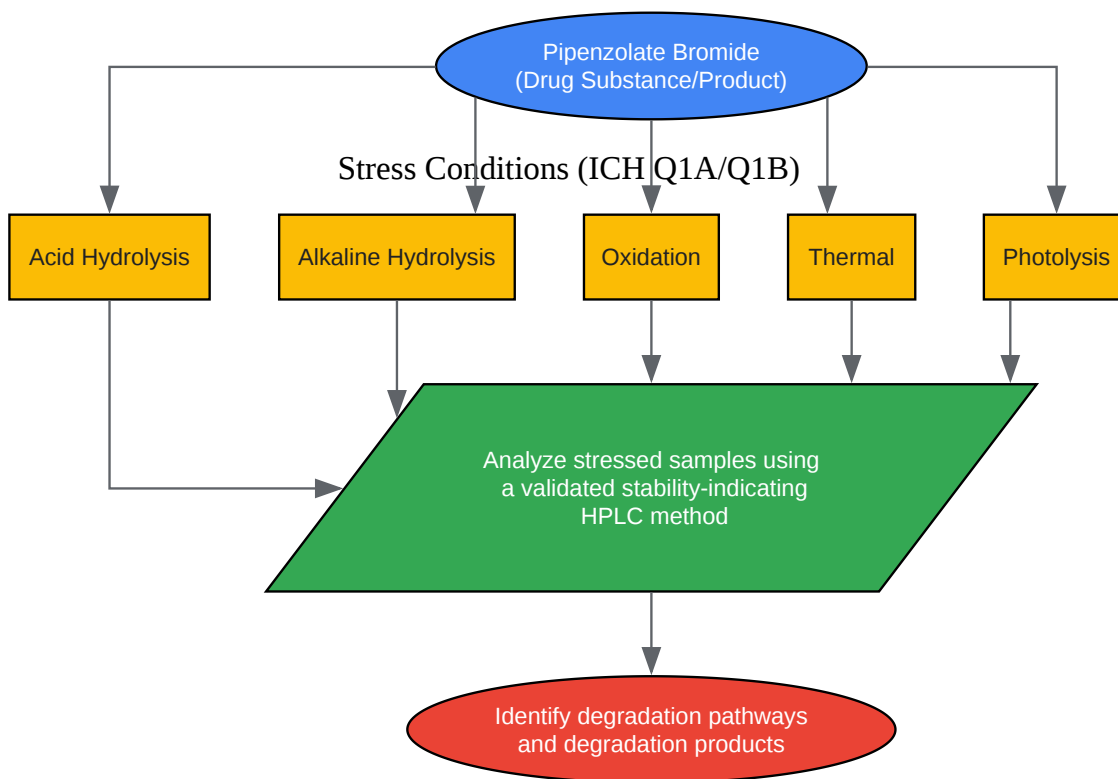 Pipenzolate Bromide
(Drug Substance/Product)
Stress Conditions (ICH Q1A/Q1B)
Acid Hydrolysis
Alkaline Hydrolysis
Oxidation
Thermal
Photolysis
Analyze stressed samples using
a validated stability-indicating
HPLC method
Identify degradation pathways
and degradation products